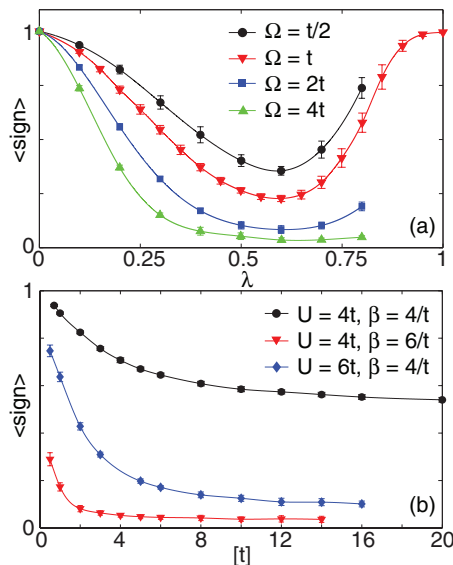 1
Ω = t/2
Ω = t
Ω = 2t
Ω = 4t
<sign>
(a)
0
0 0.25 0.5 0.75 1
λ
1
U = 4t, β = 4/t
U = 4t, β = 6/t
U = 6t, β = 4/t
<sign>
(b)
0
0 4 8 12 16 20
[t]